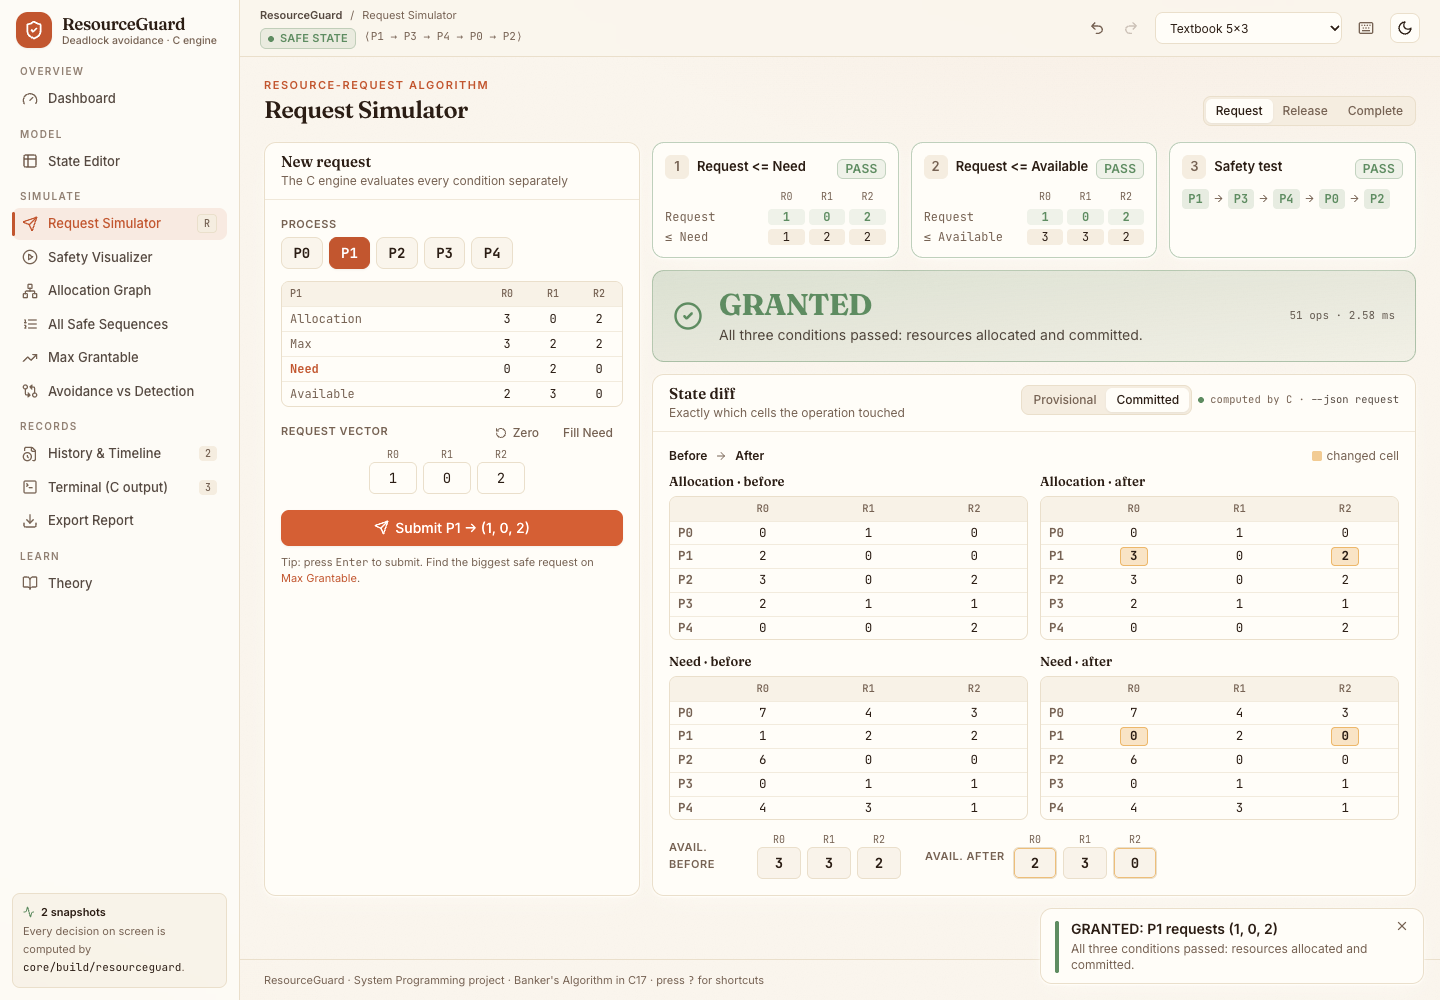 ResourceGuard
Deadlock avoidance · C engine
OVERVIEW
Dashboard
MODEL
State Editor
SIMULATE
Request Simulator R
Safety Visualizer
Allocation Graph
All Safe Sequences
Max Grantable
Avoidance vs Detection
RECORDS
History & Timeline 2
Terminal (C output) 3
Export Report
LEARN
Theory
2 snapshots
Every decision on screen is
computed by
core/build/resourceguard.
ResourceGuard / Request Simulator
SAFE STATE ⟨P1 → P3 → P4 → P0 → P2⟩
Textbook 5×3
RESOURCE-REQUEST ALGORITHM
Request Simulator
Request Release Complete
New request
The C engine evaluates every condition separately
PROCESS
P0 P1 P2 P3 P4
P1 R0 R1 R2
Allocation 3 0 2
Max 3 2 2
Need 0 2 0
Available 2 3 0
REQUEST VECTOR Zero Fill Need
R0 R1 R2
1 0 2
Submit P1 → (1, 0, 2)
Tip: press Enter to submit. Find the biggest safe request on
Max Grantable.
1 Request <= Need PASS
R0 R1 R2
Request 1 0 2
≤ Need 1 2 2
2 Request <= Available PASS
R0 R1 R2
Request 1 0 2
≤ Available 3 3 2
3 Safety test PASS
P1 → P3 → P4 → P0 → P2
GRANTED
All three conditions passed: resources allocated and committed.
51 ops · 2.58 ms
State diff
Exactly which cells the operation touched
Provisional Committed
computed by C · --json request
Before → After
changed cell
Allocation · before
R0 R1 R2
P0 0 1 0
P1 2 0 0
P2 3 0 2
P3 2 1 1
P4 0 0 2
Allocation · after
R0 R1 R2
P0 0 1 0
P1 3 0 2
P2 3 0 2
P3 2 1 1
P4 0 0 2
Need · before
R0 R1 R2
P0 7 4 3
P1 1 2 2
P2 6 0 0
P3 0 1 1
P4 4 3 1
Need · after
R0 R1 R2
P0 7 4 3
P1 0 2 0
P2 6 0 0
P3 0 1 1
P4 4 3 1
AVAIL.
BEFORE
R0 R1 R2
3 3 2
AVAIL. AFTER
R0 R1 R2
2 3 0
GRANTED: P1 requests (1, 0, 2)
All three conditions passed: resources allocated and
committed.
ResourceGuard · System Programming project · Banker's Algorithm in C17 · press ? for shortcuts